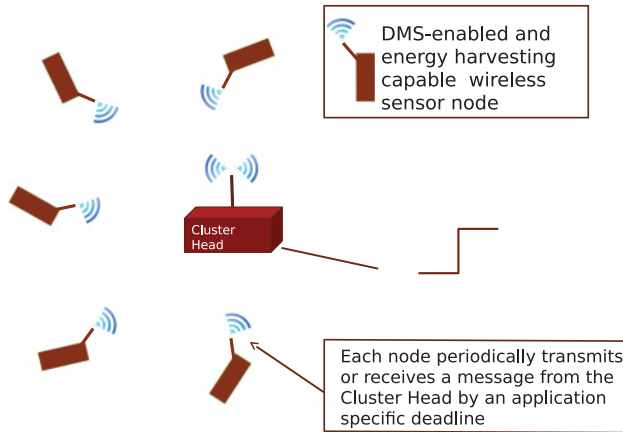 DMS-enabled and
energy harvesting
capable wireless
sensor node
Cluster
Head
Each node periodically transmits
or receives a message from the
Cluster Head by an application
specific deadline